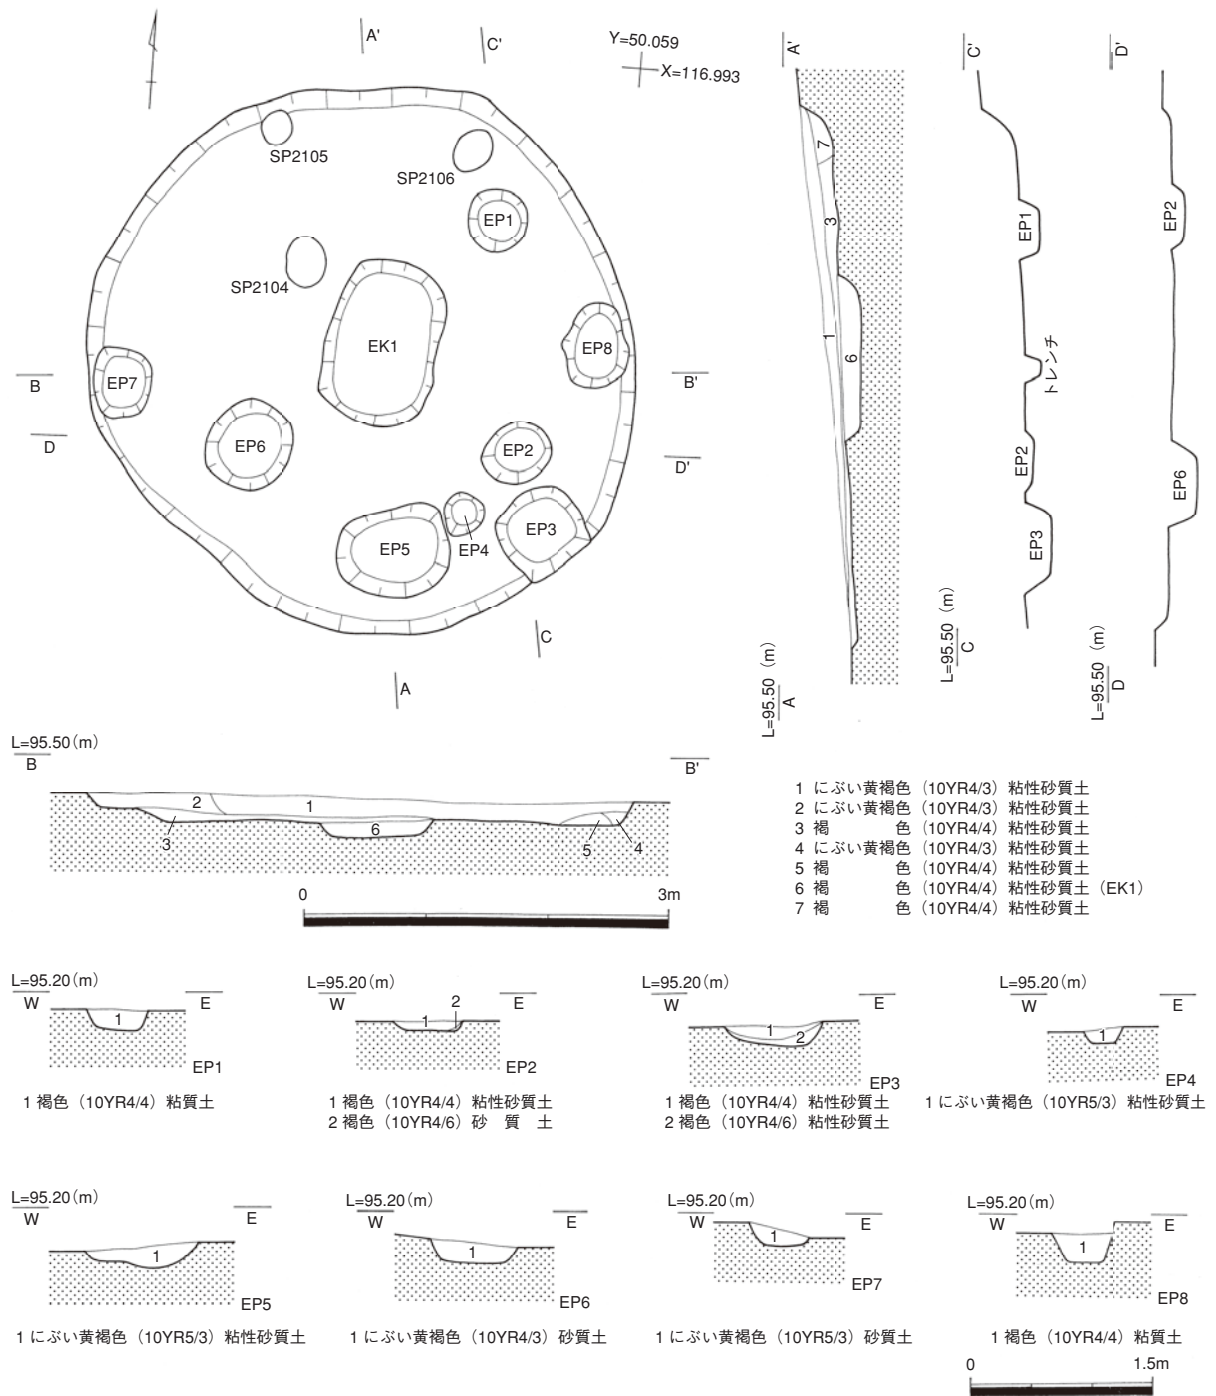 A'
C'
Y=50.059
X=116.993
SP2105
SP2106
EP1
SP2104
EK1
EP8
EP7
B
B'
D
EP6
EP2
D'
EP5
EP4
EP3
C
A
A'
7
3
1
6
L=95.50 (m)
A
C'
EP1
トレンチ
EP2
EP3
L=95.50 (m)
C
D'
EP2
EP6
L=95.50 (m)
D
L=95.50(m)
B
B'
2
1
6
3
5
4
0
3m
1 にぶい黄褐色 (10YR4/3) 粘性砂質土
2 にぶい黄褐色 (10YR4/3) 粘性砂質土
3 褐 色 (10YR4/4) 粘性砂質土
4 にぶい黄褐色 (10YR4/3) 粘性砂質土
5 褐 色 (10YR4/4) 粘性砂質土
6 褐 色 (10YR4/4) 粘性砂質土 (EK1)
7 褐 色 (10YR4/4) 粘性砂質土
L=95.20(m)
W
E
1
EP1
1 褐色 (10YR4/4) 粘質土
L=95.20(m)
W
E
1
2
EP2
1 褐色 (10YR4/4) 粘性砂質土
2 褐色 (10YR4/6) 砂 質 土
L=95.20(m)
W
E
1
2
EP3
1 褐色 (10YR4/4) 粘性砂質土
2 褐色 (10YR4/6) 粘性砂質土
L=95.20(m)
W
E
1
EP4
1 にぶい黄褐色 (10YR5/3) 粘性砂質土
L=95.20(m)
W
E
1
EP5
1 にぶい黄褐色 (10YR5/3) 粘性砂質土
L=95.20(m)
W
E
1
EP6
1 にぶい黄褐色 (10YR4/3) 砂質土
L=95.20(m)
W
E
1
EP7
1 にぶい黄褐色 (10YR5/3) 砂質土
L=95.20(m)
W
E
1
EP8
1 褐色 (10YR4/4) 粘質土
0
1.5m